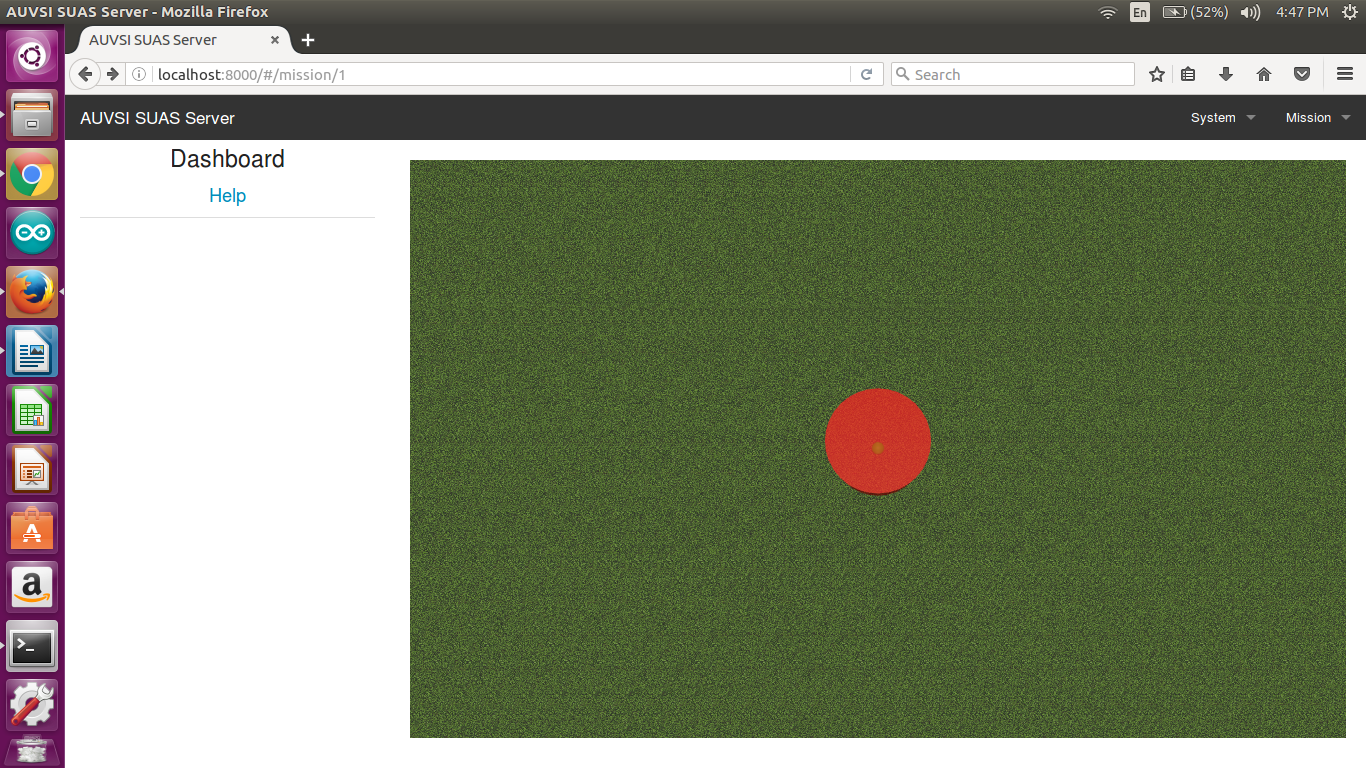 AUVSI SUAS Server - Mozilla Firefox
En (52%) 4:47 PM
AUVSI SUAS Server
localhost:8000/#/mission/1
Search
AUVSI SUAS Server
System
Mission
Dashboard
Help